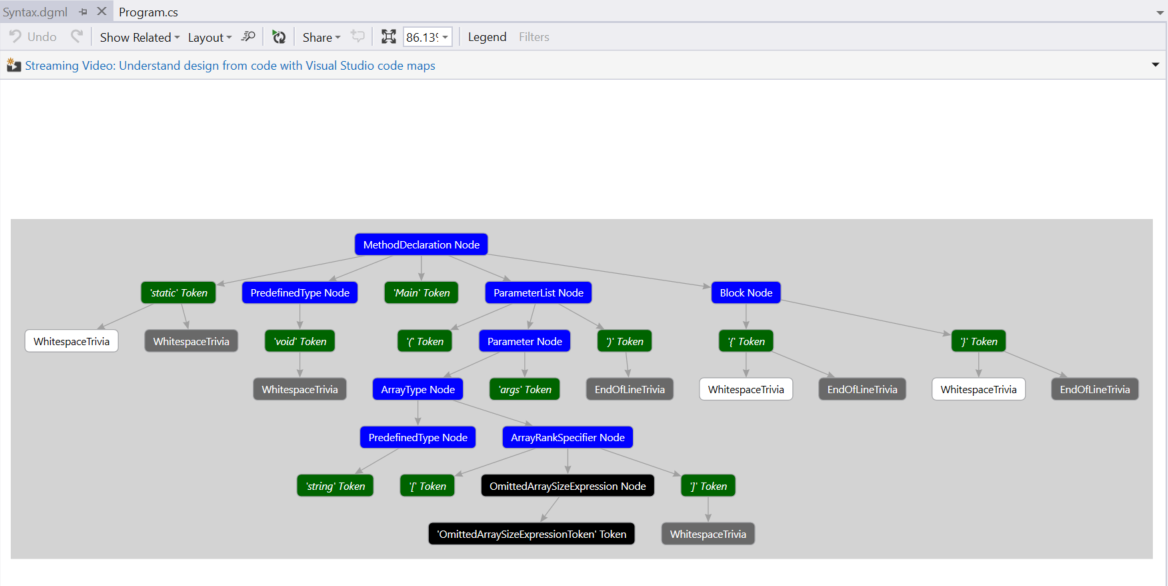 Syntax.dgml Program.cs
Undo Show Related Layout Share 86.13% Legend Filters
Streaming Video: Understand design from code with Visual Studio code maps
MethodDeclaration Node
'static' Token PredefinedType Node 'Main' Token ParameterList Node Block Node
WhitespaceTrivia WhitespaceTrivia 'void' Token '(' Token Parameter Node ')' Token '{' Token '}' Token
WhitespaceTrivia ArrayType Node 'args' Token EndOfLineTrivia WhitespaceTrivia EndOfLineTrivia WhitespaceTrivia EndOfLineTrivia
PredefinedType Node ArrayRankSpecifier Node
'string' Token '[' Token OmittedArraySizeExpression Node ']' Token
'OmittedArraySizeExpressionToken' Token WhitespaceTrivia